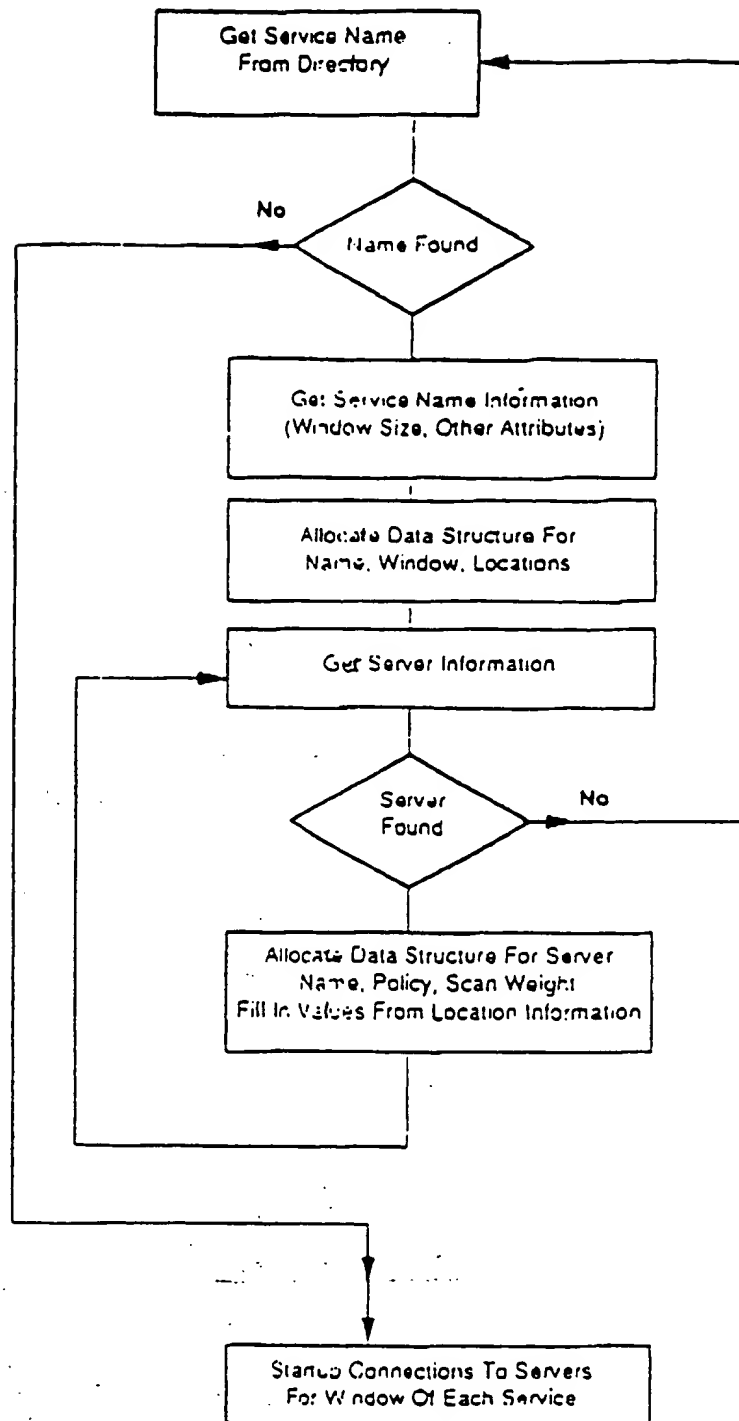 Get Service Name
From Directory
No
Name Found
Get Service Name Information
(Window Size, Other Attributes)
Allocate Data Structure For
Name, Window, Locations
Get Server Information
Server
Found
No
Allocate Data Structure For Server
Name, Policy, Scan Weight
Fill In Values From Location Information
Startup Connections To Servers
For Window Of Each Service